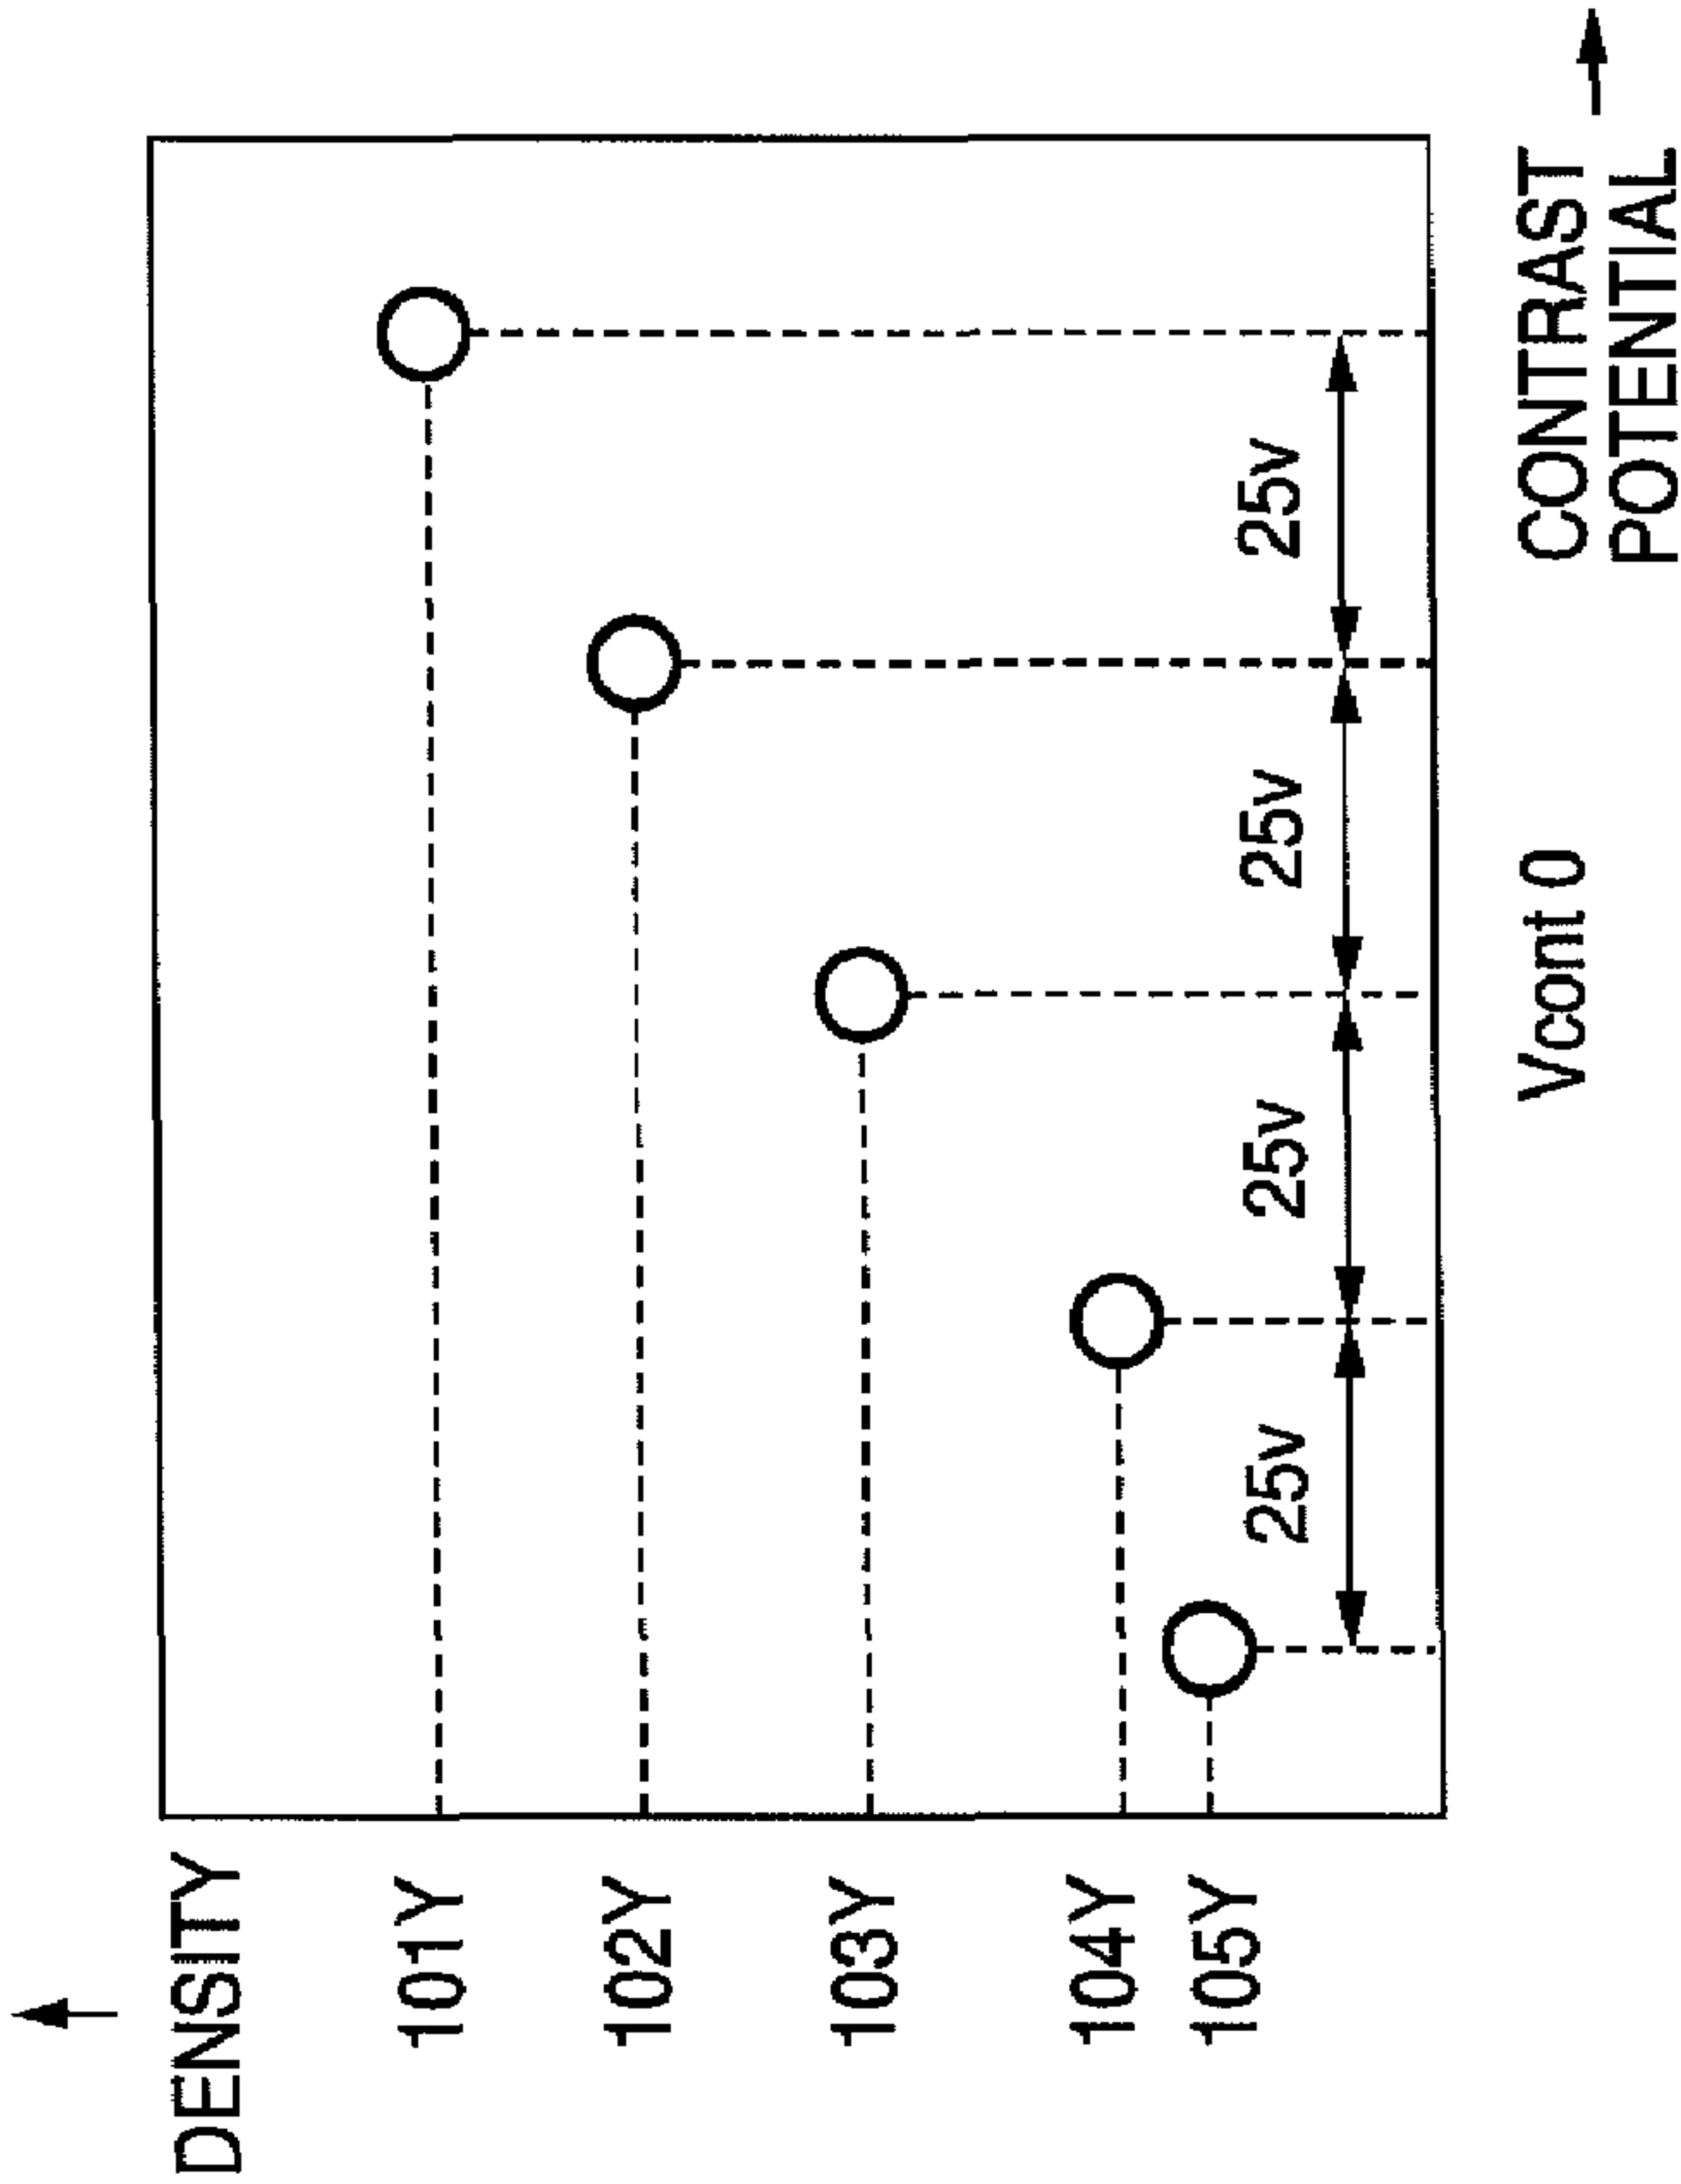 DENSITY
101Y
102Y
103Y
104Y
105Y
25v
25v
25v
25v
Vcont 0
CONTRAST
POTENTIAL